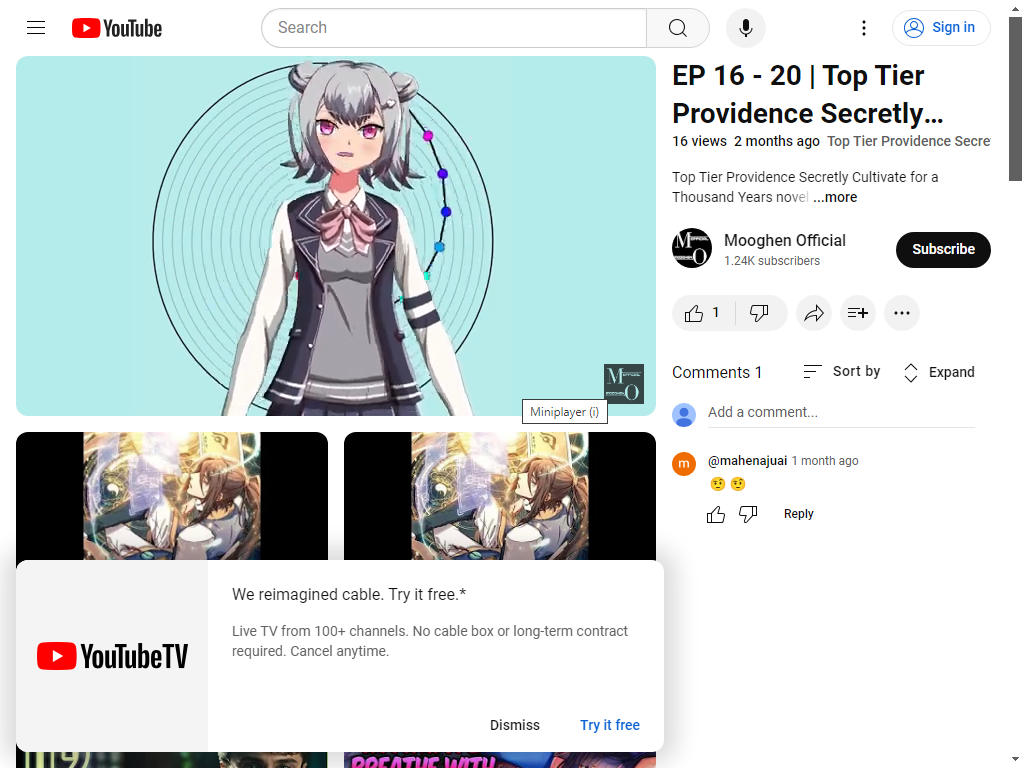 YouTube
Search
Sign in
EP 16 - 20 | Top Tier
Providence Secretly…
16 views 2 months ago Top Tier Providence Secre
Top Tier Providence Secretly Cultivate for a
Thousand Years novel ...more
Mooghen Official
1.24K subscribers
Subscribe
1
Comments 1
Sort by
Expand
Add a comment...
@mahenajuai 1 month ago
🤨 🤨
Reply
M
O
Miniplayer (i)
We reimagined cable. Try it free.*
Live TV from 100+ channels. No cable box or long-term contract
required. Cancel anytime.
YouTubeTV
Dismiss
Try it free
BREATHE WITH